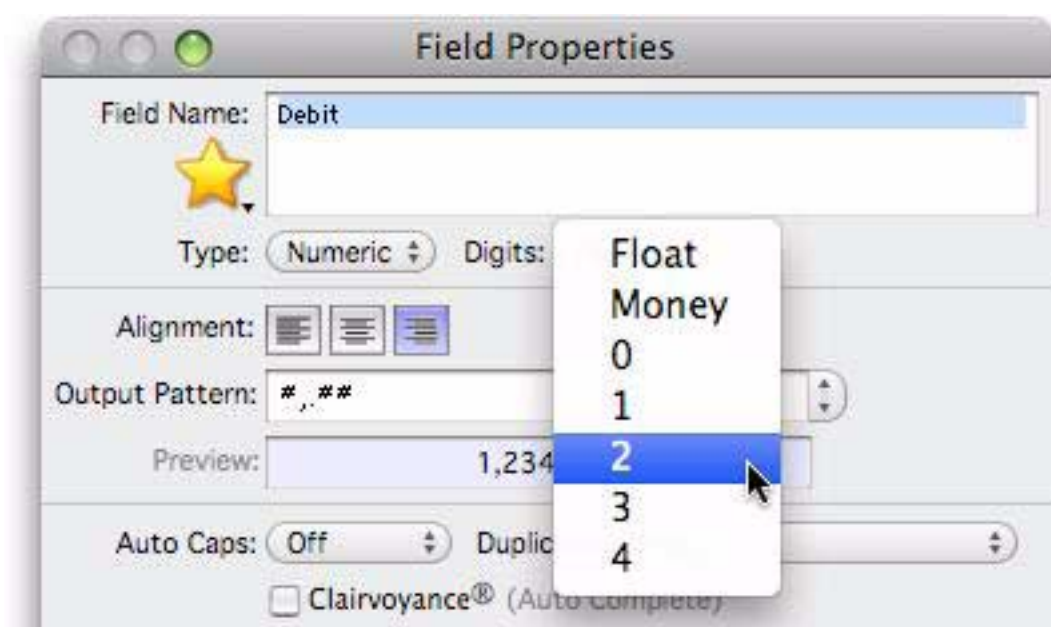 Field Properties
Field Name: Debit
Type: Numeric Digits:
Float
Money
0
1
2
3
4
Alignment:
Output Pattern: #,.##
Preview: 1,234
Auto Caps: Off Duplic
Clairvoyance® (Auto Complete)